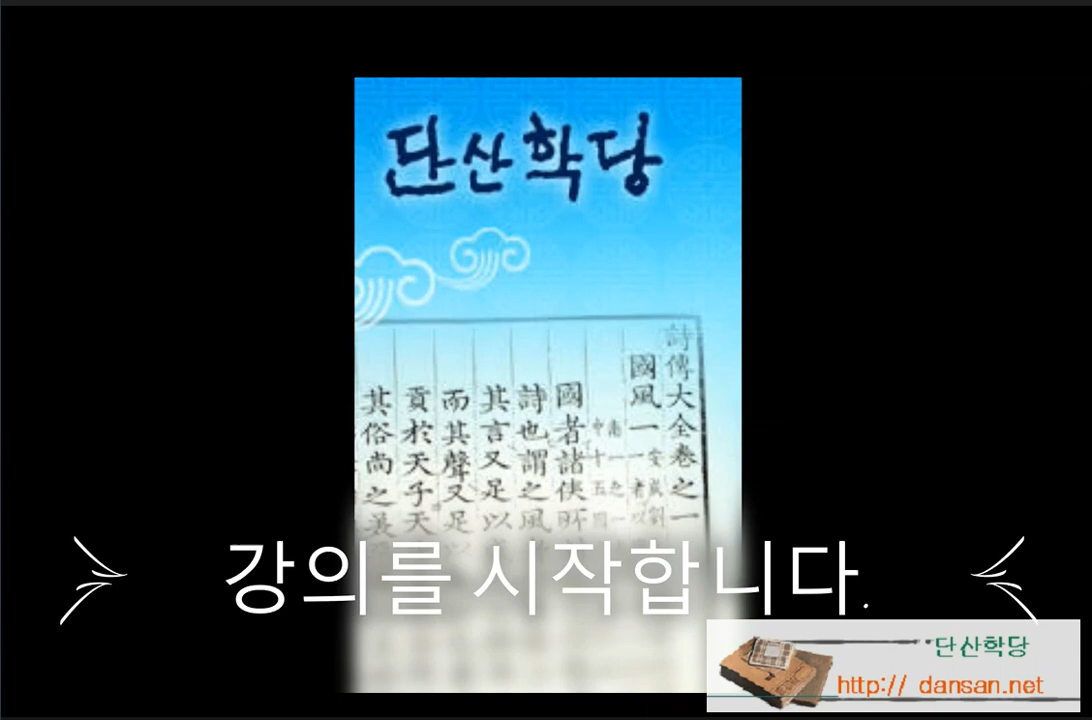 단산학당
詩傳大全卷之一
國風一
國者諸侯所
詩也謂之風
其言又足以
而其聲又足以
貢於天子天
其俗尚之美
강의를 시작합니다.
단산학당
http:// dansan.net